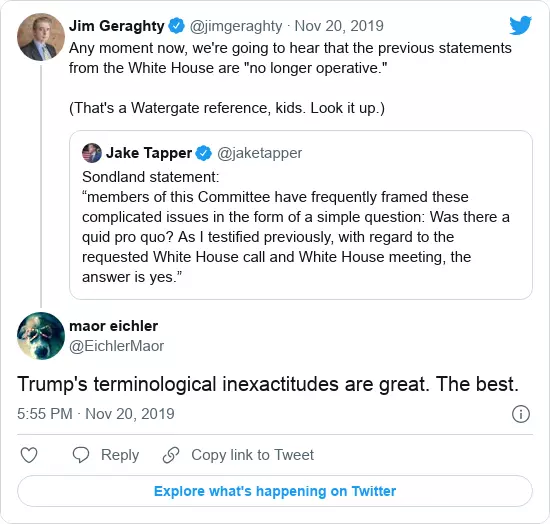 Jim Geraghty @jimgeraghty · Nov 20, 2019
Any moment now, we're going to hear that the previous statements
from the White House are "no longer operative."
(That's a Watergate reference, kids. Look it up.)
Jake Tapper @jaketapper
Sondland statement:
“members of this Committee have frequently framed these
complicated issues in the form of a simple question: Was there a
quid pro quo? As I testified previously, with regard to the
requested White House call and White House meeting, the
answer is yes.”
maor eichler
@EichlerMaor
Trump's terminological inexactitudes are great. The best.
5:55 PM · Nov 20, 2019
Reply Copy link to Tweet
Explore what's happening on Twitter